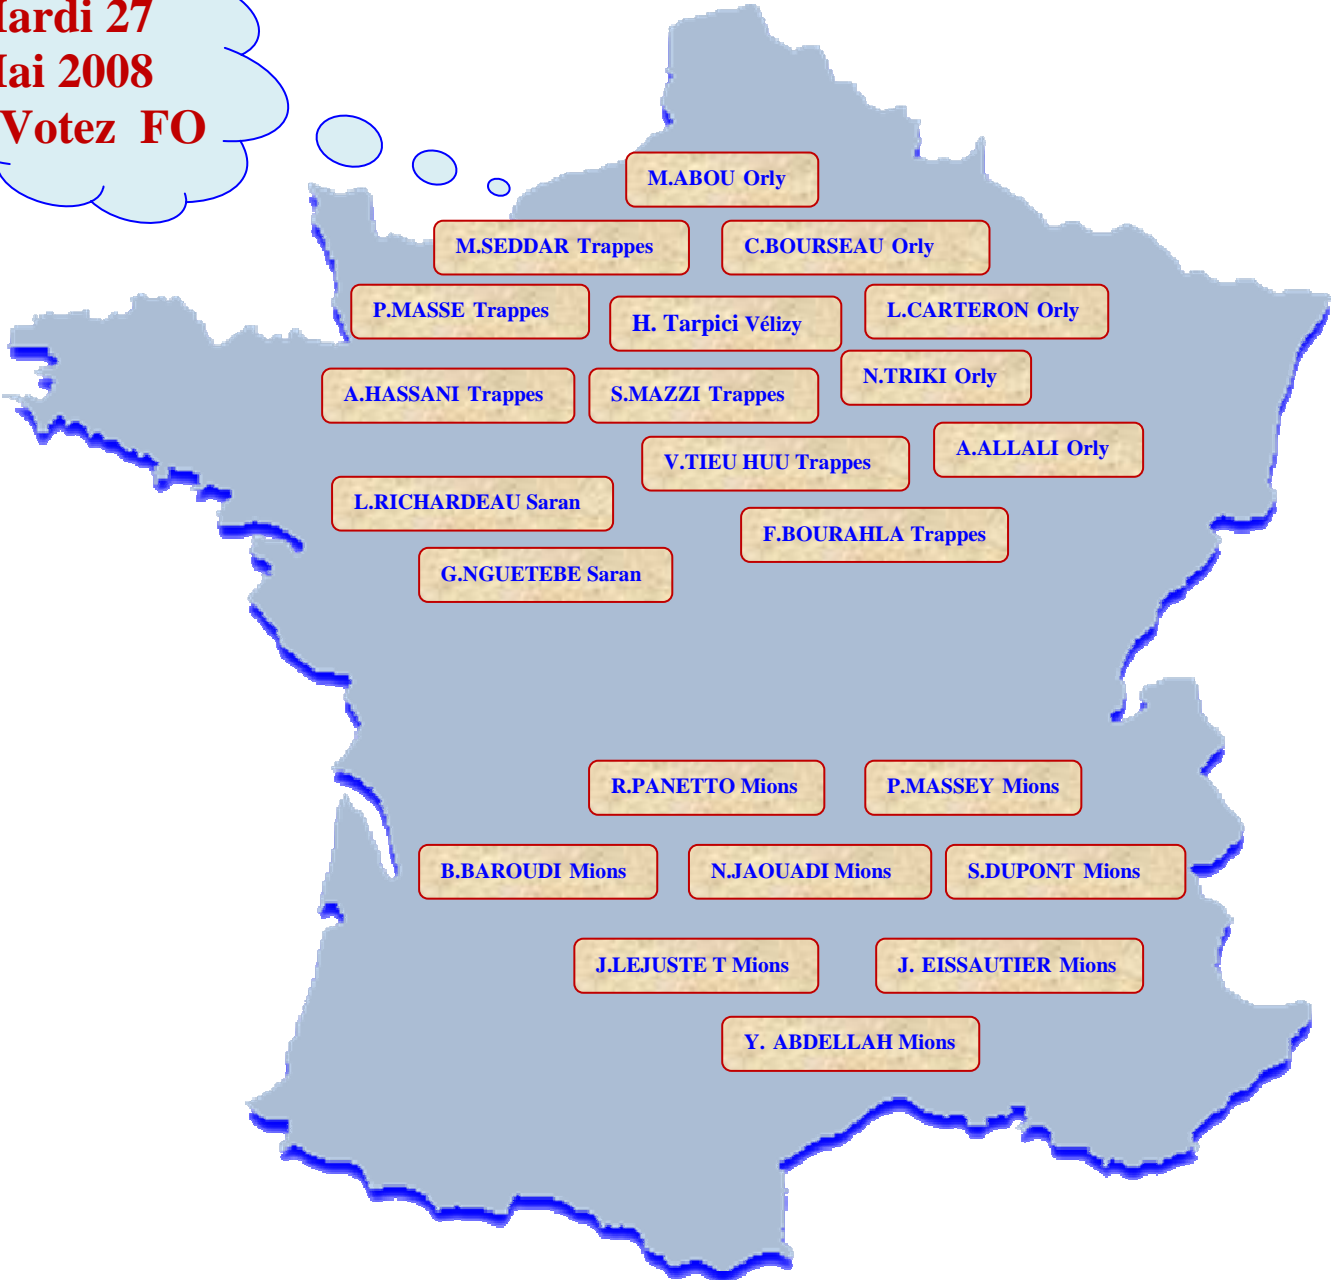 Mardi 27
Mai 2008
Votez FO
M.ABOU Orly
M.SEDDAR Trappes
C.BOURSEAU Orly
P.MASSE Trappes
H. Tarpici Vélizy
L.CARTERON Orly
N.TRIKI Orly
A.HASSANI Trappes
S.MAZZI Trappes
A.ALLALI Orly
V.TIEU HUU Trappes
L.RICHARDEAU Saran
F.BOURAHLA Trappes
G.NGUETEBE Saran
R.PANETTO Mions
P.MASSEY Mions
B.BAROUDI Mions
N.JAOUADI Mions
S.DUPONT Mions
J.LEJUSTE T Mions
J. EISSAUTIER Mions
Y. ABDELLAH Mions